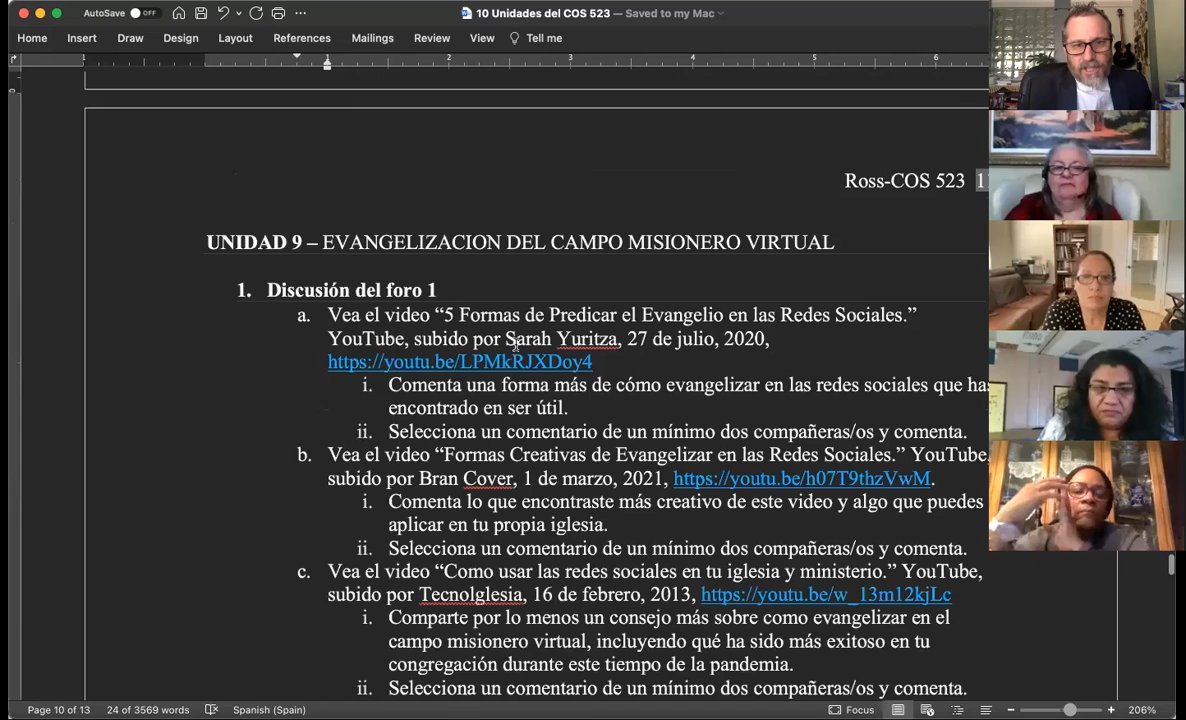 AutoSave OFF 10 Unidades del COS 523 — Saved to my Mac
Home Insert Draw Design Layout References Mailings Review View Tell me
1 1 2 3 4 5 6
Ross-COS 523 1
UNIDAD 9 – EVANGELIZACION DEL CAMPO MISIONERO VIRTUAL
1. Discusión del foro 1
a. Vea el video “5 Formas de Predicar el Evangelio en las Redes Sociales.”
YouTube, subido por Sarah Yuritza, 27 de julio, 2020,
https://youtu.be/LPMkRJXDoy4
i. Comenta una forma más de cómo evangelizar en las redes sociales que has
encontrado en ser útil.
ii. Selecciona un comentario de un mínimo dos compañeras/os y comenta.
b. Vea el video “Formas Creativas de Evangelizar en las Redes Sociales.” YouTube,
subido por Bran Cover, 1 de marzo, 2021, https://youtu.be/h07T9thzVwM.
i. Comenta lo que encontraste más creativo de este video y algo que puedes
aplicar en tu propia iglesia.
ii. Selecciona un comentario de un mínimo dos compañeras/os y comenta.
c. Vea el video “Como usar las redes sociales en tu iglesia y ministerio.” YouTube,
subido por Tecnolglesia, 16 de febrero, 2013, https://youtu.be/w_13m12kjLc
i. Comparte por lo menos un consejo más sobre como evangelizar en el
campo misionero virtual, incluyendo qué ha sido más exitoso en tu
congregación durante este tiempo de la pandemia.
ii. Selecciona un comentario de un mínimo dos compañeras/os y comenta.
Page 10 of 13 24 of 3569 words Spanish (Spain) Focus 206%